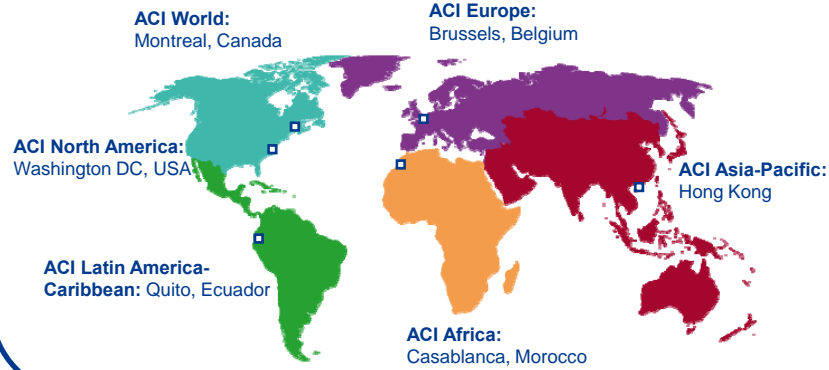 ACI World:
Montreal, Canada
ACI Europe:
Brussels, Belgium
ACI North America:
Washington DC, USA
ACI Asia-Pacific:
Hong Kong
ACI Latin America-
Caribbean: Quito, Ecuador
ACI Africa:
Casablanca, Morocco